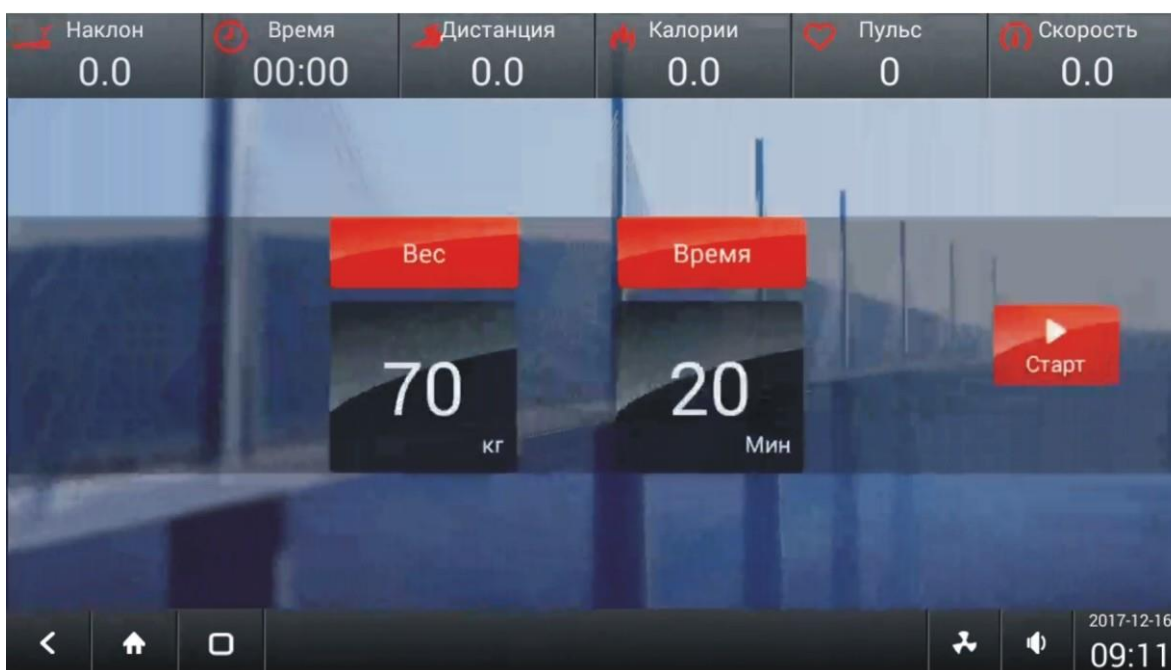 Наклон
0.0
Время
00:00
Дистанция
0.0
Калории
0.0
Пульс
0
Скорость
0.0
Вес
70
кг
Время
20
Мин
Старт
2017-12-16
09:11